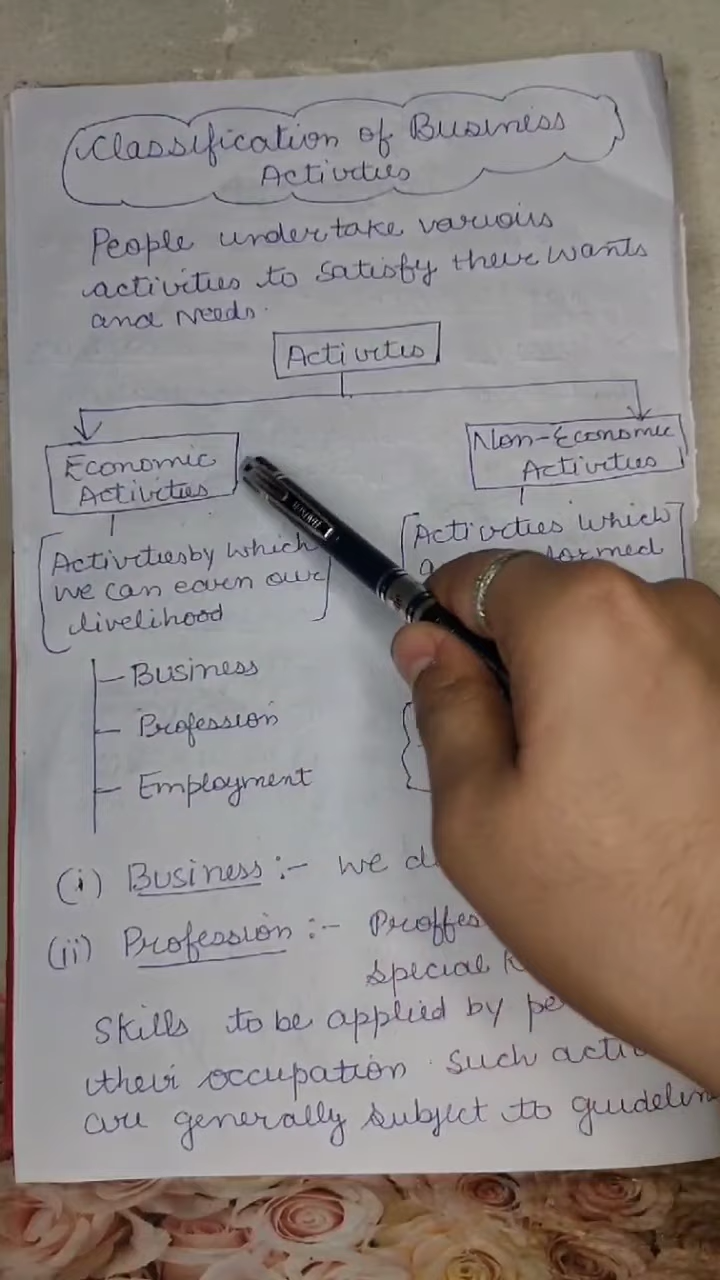 Classification of Business
Activities
People undertake various
activities to satisfy there wants
and needs.
Activites
Economic
Activities
Non-Economic
Activities
Activities by which
we can earn our
livelihood
Activities which
Business
Profession
Employment
(i) Business :- we
(ii) Profession :-
special
Skills to be applied by
their occupation. Such
are generally subject to